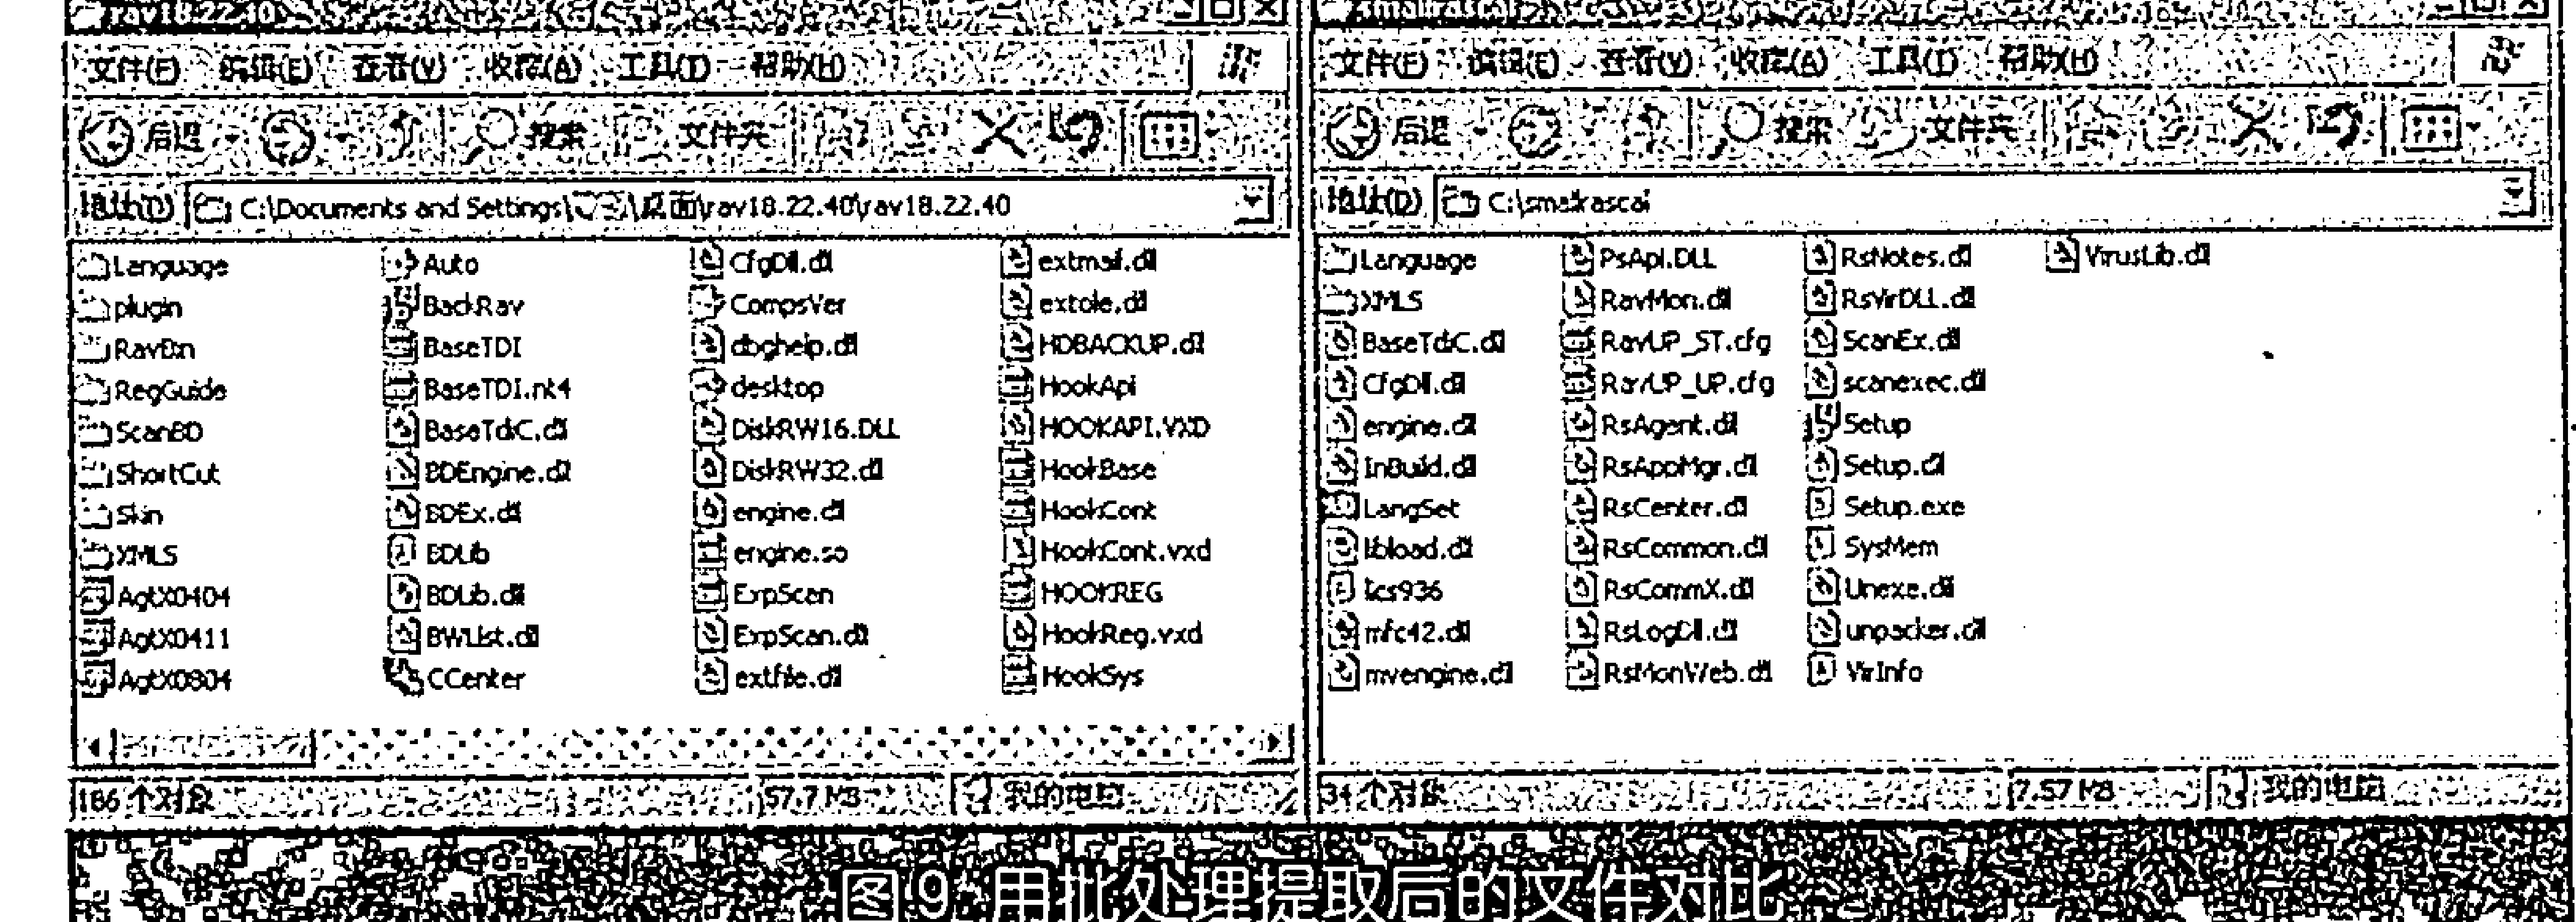 rav18.22.40
文件(F) 编辑(E) 查看(V) 收藏(A) 工具(T) 帮助(H)
后退 搜索 文件夹
地址(D) C:\Documents and Settings\ \桌面\rav18.22.40\rav18.22.40
Language Auto CfgDll.dll extmail.dll
plugin BackRav CompsVer extole.dll
RavBin BaseTDI dbghelp.dll HDBACKUP.dll
RegGuide BaseTDI.nt4 desktop HookApi
ScanBD BaseTdiC.dll DiskRW16.DLL HOOKAPI.VXD
ShortCut BDEngine.dll DiskRW32.dll HookBase
Skin BDEx.dll engine.dll HookCont
XMLS BDLib engine.so HookCont.vxd
AgtX0404 BDLib.dll ExpScan HOOKREG
AgtX0411 BWList.dll ExpScan.dll HookReg.vxd
AgtX0804 CCenter extfile.dll HookSys
186个对象 57.7 MB 我的电脑
smallrascal
文件(F) 编辑(E) 查看(V) 收藏(A) 工具(T) 帮助(H)
后退 搜索 文件夹
地址(D) C:\smallrascal
Language PsApi.DLL RsNotes.dll VirusLib.dll
XMLS RavMon.dll RsVirDLL.dll
BaseTdiC.dll RavUP_ST.cfg ScanEx.dll
CfgDll.dll RavUP_UP.cfg scanexec.dll
engine.dll RsAgent.dll Setup
InBuild.dll RsAppMgr.dll Setup.dll
LangSet RsCenter.dll Setup.exe
libload.dll RsCommon.dll SysMem
lics936 RsCommX.dll Unexe.dll
mfc42.dll RsLogDll.dll unpacker.dll
mvengine.dll RsMonWeb.dll VirInfo
34个对象 7.57 MB 我的电脑
图9 用批处理提取后的文件对比